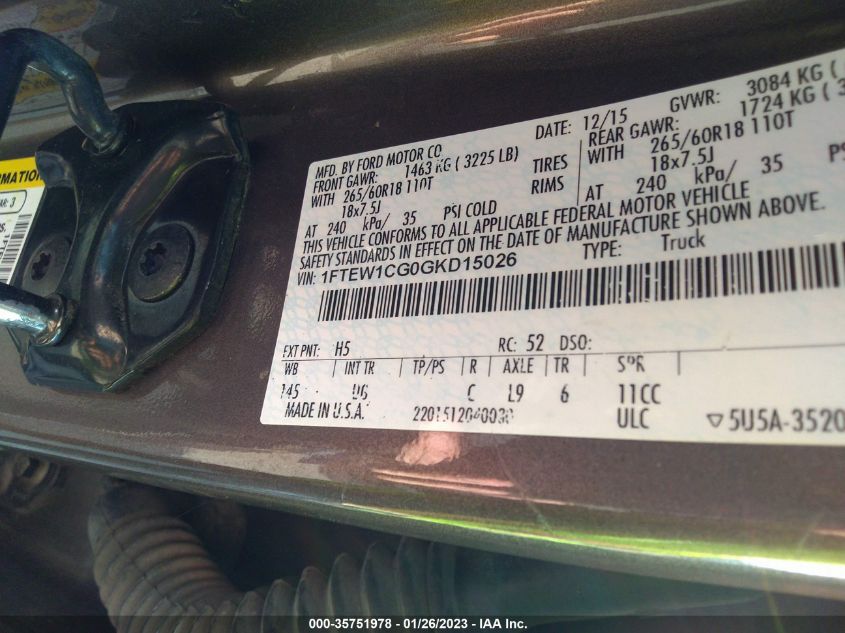 MFD. BY FORD MOTOR CO.
DATE: 12/15
GVWR: 3084 KG (
FRONT GAWR: 1463 KG ( 3225 LB)
REAR GAWR: 1724 KG (
WITH 265/60R18 110T TIRES
WITH 265/60R18 110T
18x7.5J RIMS
18x7.5J
AT 240 kPa/ 35 PSI COLD
AT 240 kPa/ 35
THIS VEHICLE CONFORMS TO ALL APPLICABLE FEDERAL MOTOR VEHICLE
SAFETY STANDARDS IN EFFECT ON THE DATE OF MANUFACTURE SHOWN ABOVE.
VIN: 1FTEW1CG0GKD15026
TYPE: Truck
EXT PNT: H5 RC: 52 DSO:
WB INT TR TP/PS R AXLE TR SPR
145 C L9 6 11CC
MADE IN U.S.A. ULC
5U5A-3520
000-35751978 - 01/26/2023 - IAA Inc.